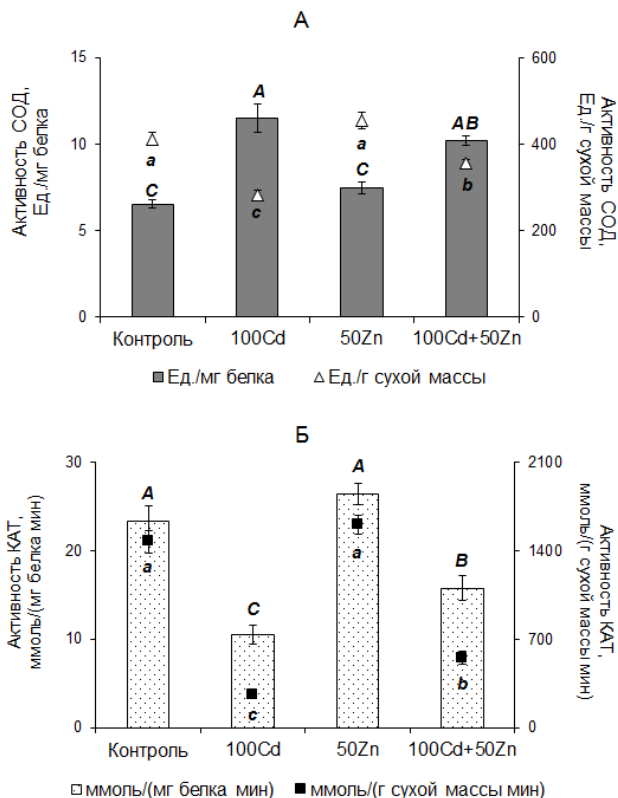 А
Активность СОД,
Ед./мг белка
15
10
5
0
600
400
200
0
Активность СОД,
Ед./г сухой массы
A
a
C
c
C
a
AB
b
Контроль 100Cd 50Zn 100Cd+50Zn
Ед./мг белка Ед./г сухой массы
Б
Активность КАТ,
ммоль/(мг белка мин)
30
20
10
0
2100
1400
700
0
Активность КАТ,
ммоль/(г сухой массы мин)
A
a
C
c
A
a
B
b
Контроль 100Cd 50Zn 100Cd+50Zn
ммоль/(мг белка мин) ммоль/(г сухой массы мин)